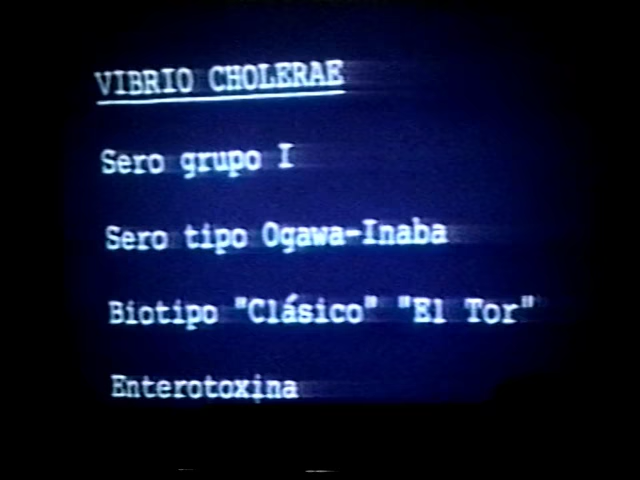 VIBRIO CHOLERAE
Sero grupo I
Sero tipo Ogawa-Inaba
Biotipo "Clásico" "El Tor"
Enterotoxina